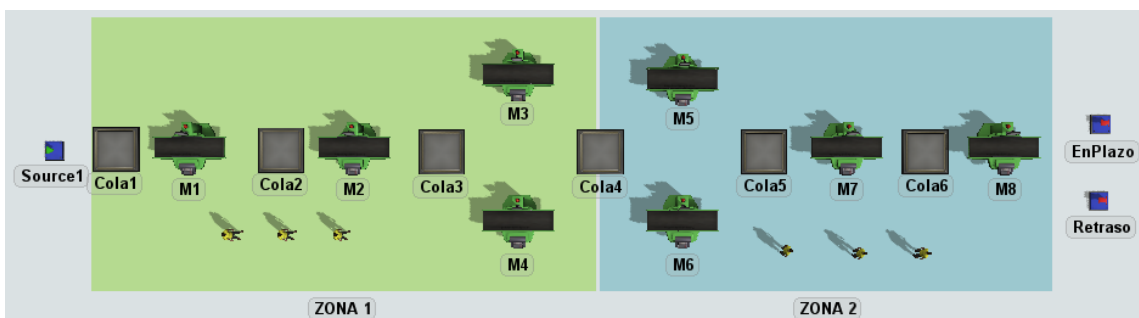 Source1
Cola1
M1
Cola2
M2
Cola3
M3
M4
Cola4
M5
M6
Cola5
M7
Cola6
M8
EnPlazo
Retraso
ZONA 1
ZONA 2